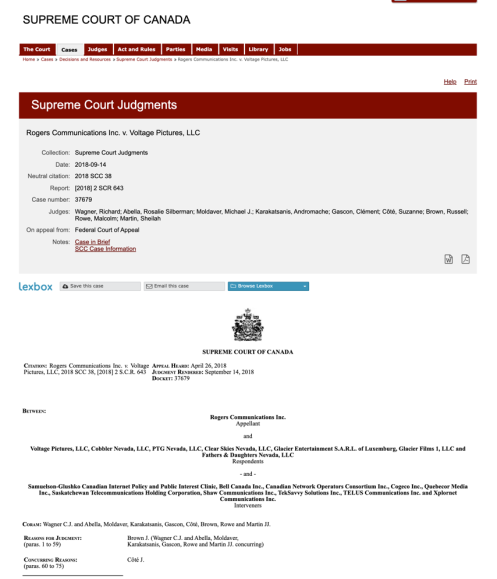 SUPREME COURT OF CANADA
The Court Cases Judges Act and Rules Parties Media Visits Library Jobs
Home » Cases » Decisions and Resources » Supreme Court Judgments » Rogers Communications Inc. v. Voltage Pictures, LLC
Help Print
Supreme Court Judgments
Rogers Communications Inc. v. Voltage Pictures, LLC
Collection: Supreme Court Judgments
Date: 2018-09-14
Neutral citation: 2018 SCC 38
Report: [2018] 2 SCR 643
Case number: 37679
Judges: Wagner, Richard; Abella, Rosalie Silberman; Moldaver, Michael J.; Karakatsanis, Andromache; Gascon, Clément; Côté, Suzanne; Brown, Russell;
Rowe, Malcolm; Martin, Sheilah
On appeal from: Federal Court of Appeal
Notes: Case in Brief
SCC Case Information
Lexbox Save this case Email this case Browse Lexbox
SUPREME COURT OF CANADA
Citation: Rogers Communications Inc. v. Voltage Appeal Heard: April 26, 2018
Pictures, LLC, 2018 SCC 38, [2018] 2 S.C.R. 643 Judgment Rendered: September 14, 2018
Docket: 37679
Between:
Rogers Communications Inc.
Appellant
and
Voltage Pictures, LLC, Cobbler Nevada, LLC, PTG Nevada, LLC, Clear Skies Nevada, LLC, Glacier Entertainment S.A.R.L. of Luxemburg, Glacier Films 1, LLC and
Fathers & Daughters Nevada, LLC
Respondents
- and -
Samuelson-Glushko Canadian Internet Policy and Public Interest Clinic, Bell Canada Inc., Canadian Network Operators Consortium Inc., Cogeco Inc., Quebecor Media
Inc., Saskatchewan Telecommunications Holding Corporation, Shaw Communications Inc., TekSavvy Solutions Inc., TELUS Communications Inc. and Xplornet
Communications Inc.
Interveners
Coram: Wagner C.J. and Abella, Moldaver, Karakatsanis, Gascon, Côté, Brown, Rowe and Martin JJ.
Reasons for Judgment: Brown J. (Wagner C.J. and Abella, Moldaver,
(paras. 1 to 59) Karakatsanis, Gascon, Rowe and Martin JJ. concurring)
Concurring Reasons: Côté J.
(paras. 60 to 75)